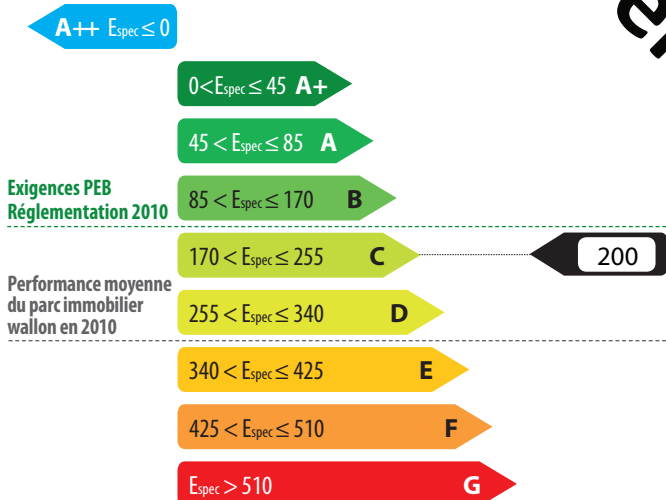 A++ Espec ≤ 0
0<Espec ≤ 45 A+
45 < Espec ≤ 85 A
Exigences PEB
Réglementation 2010
85 < Espec ≤ 170 B
170 < Espec ≤ 255 C
200
Performance moyenne
du parc immobilier
wallon en 2010
255 < Espec ≤ 340 D
340 < Espec ≤ 425 E
425 < Espec ≤ 510 F
Espec > 510 G